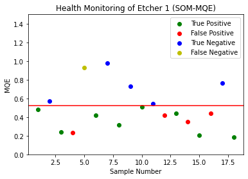 Health Monitoring of Etcher 1 (SOM-MQE)
1.4
1.2
1.0
0.8
0.6
0.4
0.2
0.0
MQE
True Positive
False Positive
True Negative
False Negative
2.5
5.0
7.5
10.0
12.5
15.0
17.5
Sample Number